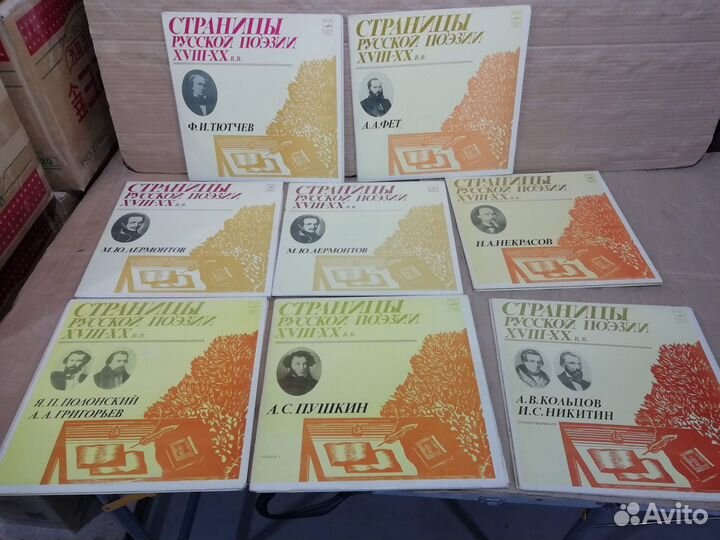 СТРАНИЦЫ
РУССКОЙ ПОЭЗИИ
XVIII-XX В.В.
Ф.И.ТЮТЧЕВ
СТРАНИЦЫ
РУССКОЙ ПОЭЗИИ
XVIII-XX В.В.
А.А.ФЕТ
СТРАНИЦЫ
РУССКОЙ ПОЭЗИИ
XVIII-XX В.В.
М.Ю.ЛЕРМОНТОВ
СТРАНИЦЫ
РУССКОЙ ПОЭЗИИ
XVIII-XX В.В.
М.Ю.ЛЕРМОНТОВ
СТРАНИЦЫ
РУССКОЙ ПОЭЗИИ
XVIII-XX В.В.
Н.А.НЕКРАСОВ
СТРАНИЦЫ
РУССКОЙ ПОЭЗИИ
XVIII-XX В.В.
Я.П.ПОЛОНСКИЙ
А.А.ГРИГОРЬЕВ
СТРАНИЦЫ
РУССКОЙ ПОЭЗИИ
XVIII-XX В.В.
А.С.ПУШКИН
СТРАНИЦЫ
РУССКОЙ ПОЭЗИИ
XVIII-XX В.В.
А.В.КОЛЬЦОВ
И.С.НИКИТИН
СТИХОТВОРЕНИЯ
Avito